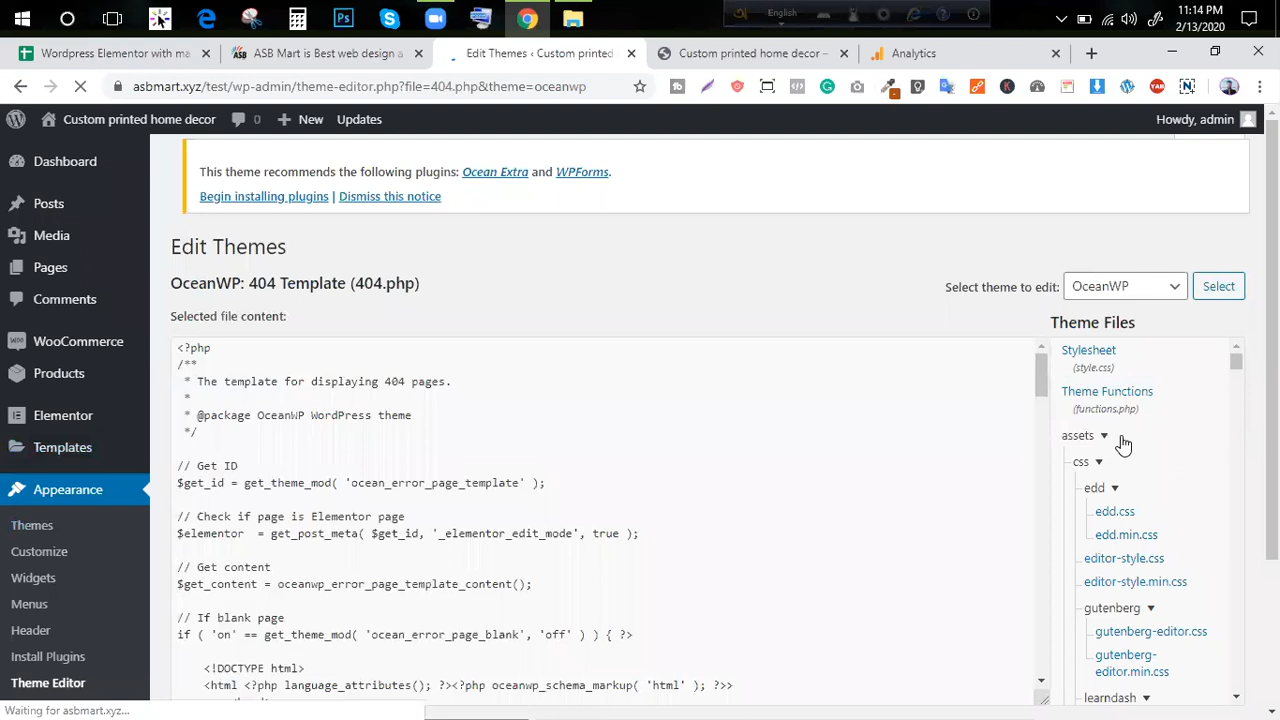 English
11:14 PM
2/13/2020
Wordpress Elementor with ma
ASB Mart is Best web design a
Edit Themes ‹ Custom printed
Custom printed home decor –
Analytics
asbmart.xyz/test/wp-admin/theme-editor.php?file=404.php&theme=oceanwp
Custom printed home decor
0
New
Updates
Howdy, admin
Dashboard
Posts
Media
Pages
Comments
WooCommerce
Products
Elementor
Templates
Appearance
Themes
Customize
Widgets
Menus
Header
Install Plugins
Theme Editor
This theme recommends the following plugins: Ocean Extra and WPForms.
Begin installing plugins | Dismiss this notice
Edit Themes
OceanWP: 404 Template (404.php)
Select theme to edit:
OceanWP
Select
Selected file content:
<?php
/**
* The template for displaying 404 pages.
*
* @package OceanWP WordPress theme
*/
// Get ID
$get_id = get_theme_mod( 'ocean_error_page_template' );
// Check if page is Elementor page
$elementor  = get_post_meta( $get_id, '_elementor_edit_mode', true );
// Get content
$get_content = oceanwp_error_page_template_content();
// If blank page
if ( 'on' == get_theme_mod( 'ocean_error_page_blank', 'off' ) ) { ?>
<!DOCTYPE html>
<html <?php language_attributes(); ?><?php oceanwp_schema_markup( 'html' ); ?>>
Theme Files
Stylesheet
(style.css)
Theme Functions
(functions.php)
assets
css
edd
edd.css
edd.min.css
editor-style.css
editor-style.min.css
gutenberg
gutenberg-editor.css
gutenberg-
editor.min.css
learndash
Waiting for asbmart.xyz...